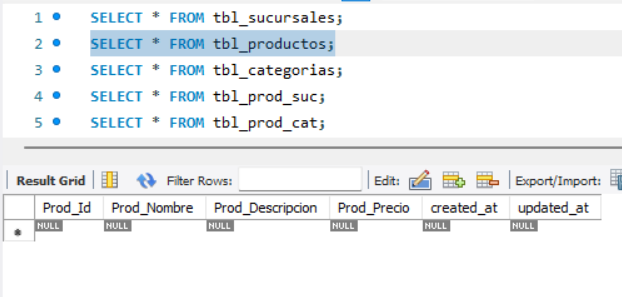 1 SELECT * FROM tbl_sucursales;
2 SELECT * FROM tbl_productos;
3 SELECT * FROM tbl_categorias;
4 SELECT * FROM tbl_prod_suc;
5 SELECT * FROM tbl_prod_cat;
Result Grid Filter Rows: Edit: Export/Import:
Prod_Id Prod_Nombre Prod_Descripcion Prod_Precio created_at updated_at
* NULL NULL NULL NULL NULL NULL